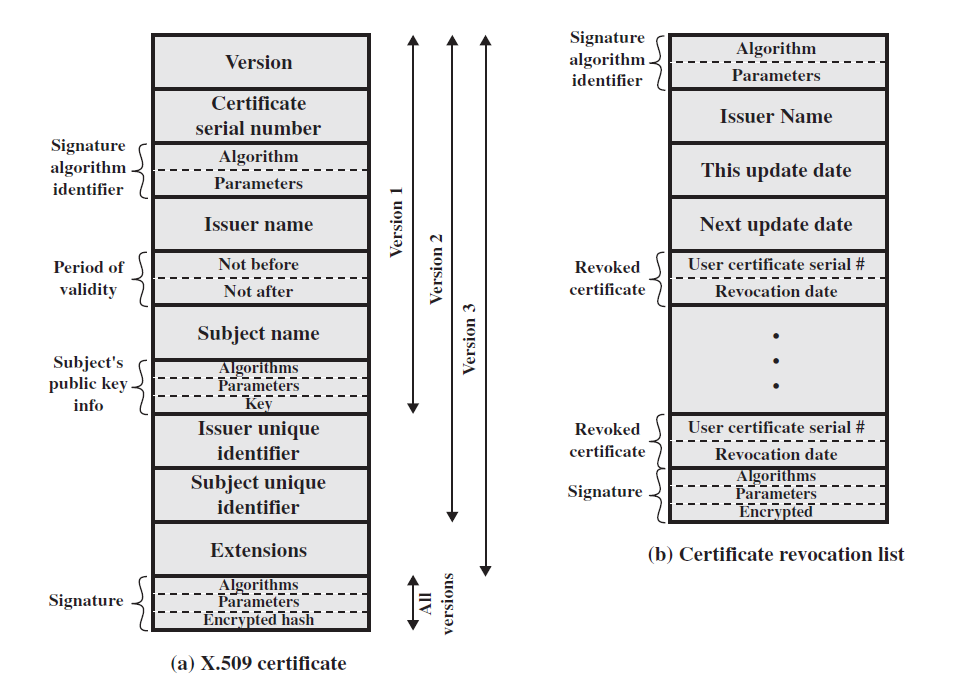 Version
Certificate
serial number
Signature
algorithm
identifier
Algorithm
Parameters
Issuer name
Period of
validity
Not before
Not after
Subject name
Subject's
public key
info
Algorithms
Parameters
Key
Issuer unique
identifier
Subject unique
identifier
Extensions
Signature
Algorithms
Parameters
Encrypted hash
Version 1
Version 2
Version 3
All
versions
(a) X.509 certificate
Signature
algorithm
identifier
Algorithm
Parameters
Issuer Name
This update date
Next update date
Revoked
certificate
User certificate serial #
Revocation date
Revoked
certificate
User certificate serial #
Revocation date
Signature
Algorithms
Parameters
Encrypted
(b) Certificate revocation list